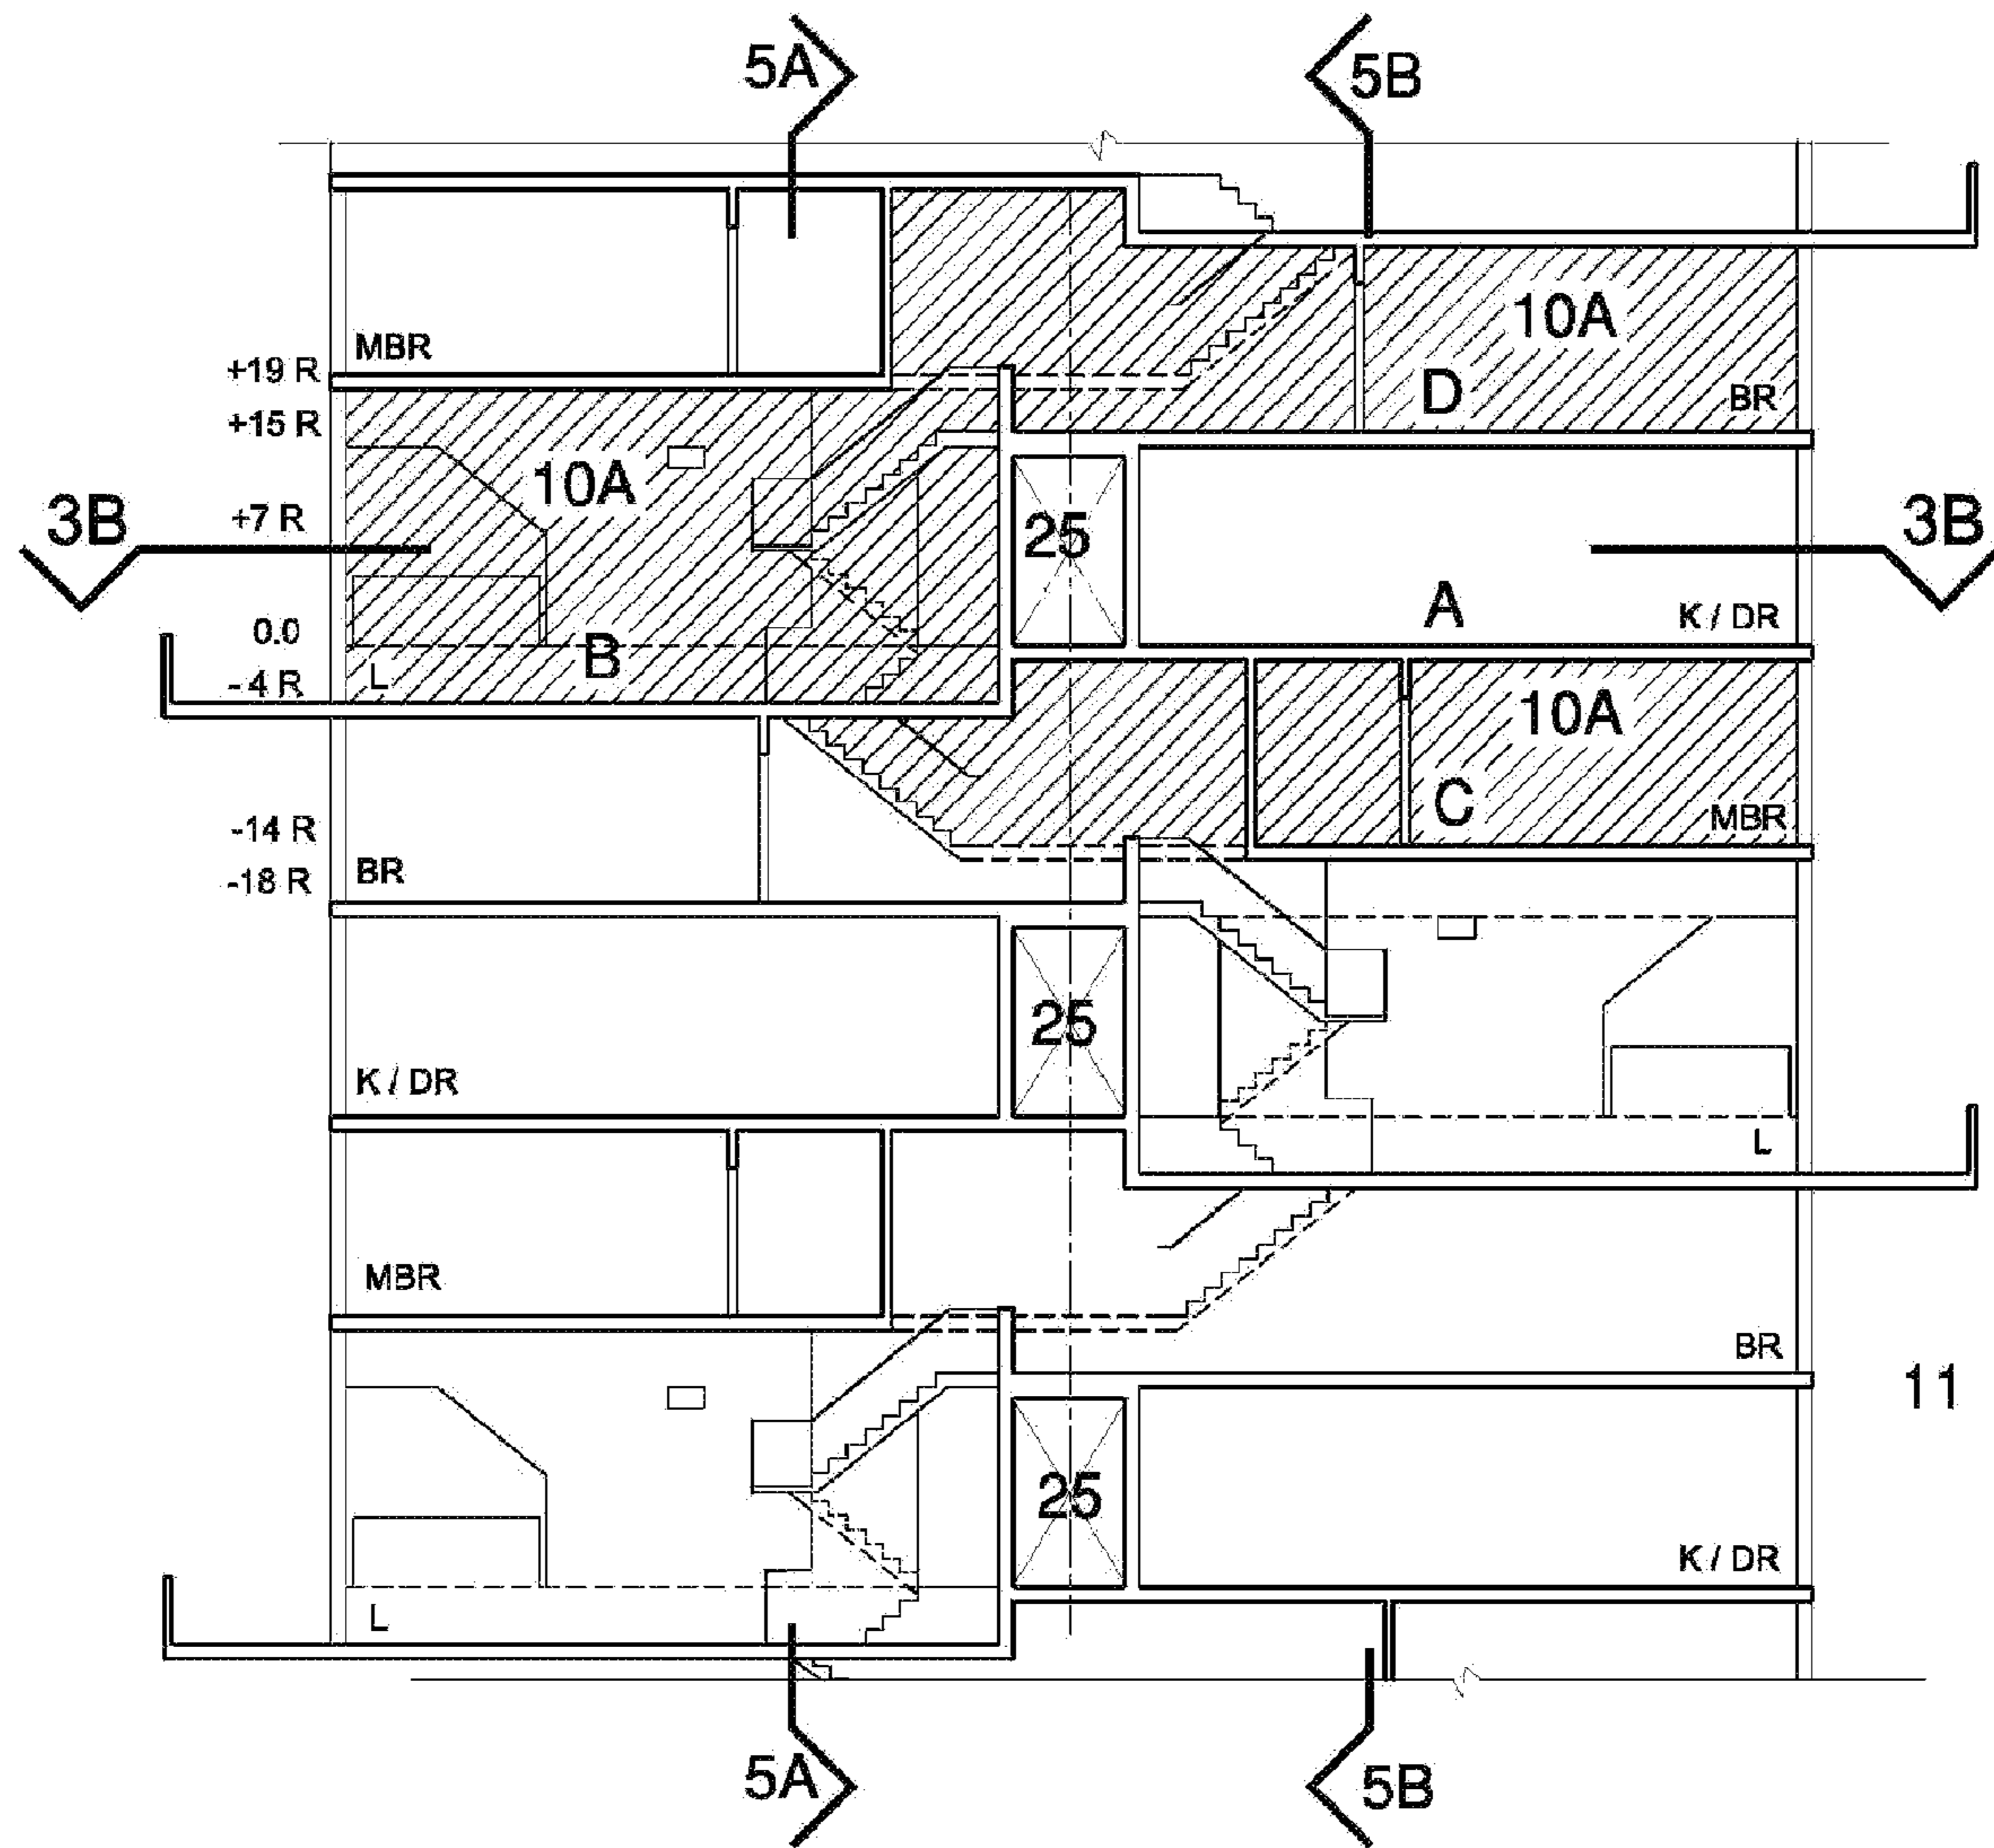 5A 5B
10A
MBR
+19 R
D BR
+15 R
10A
3B +7 R 25 3B
A
0.0 K / DR
B
- 4 R L
10A
C
-14 R MBR
BR
-18 R
25
K / DR
L
MBR
BR
11
25
K / DR
L
5A 5B